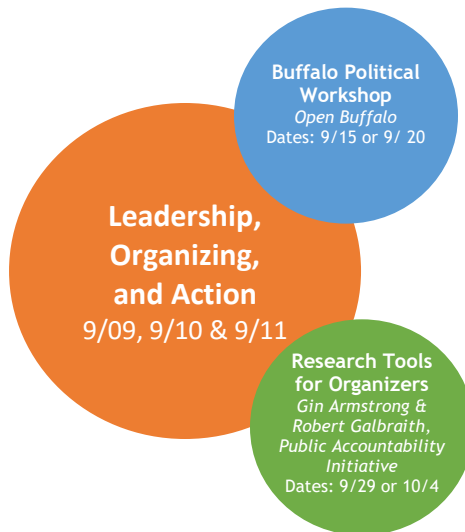 Buffalo Political
Workshop
Open Buffalo
Dates: 9/15 or 9/ 20
Leadership,
Organizing,
and Action
9/09, 9/10 & 9/11
Research Tools
for Organizers
Gin Armstrong &
Robert Galbraith,
Public Accountability
Initiative
Dates: 9/29 or 10/4